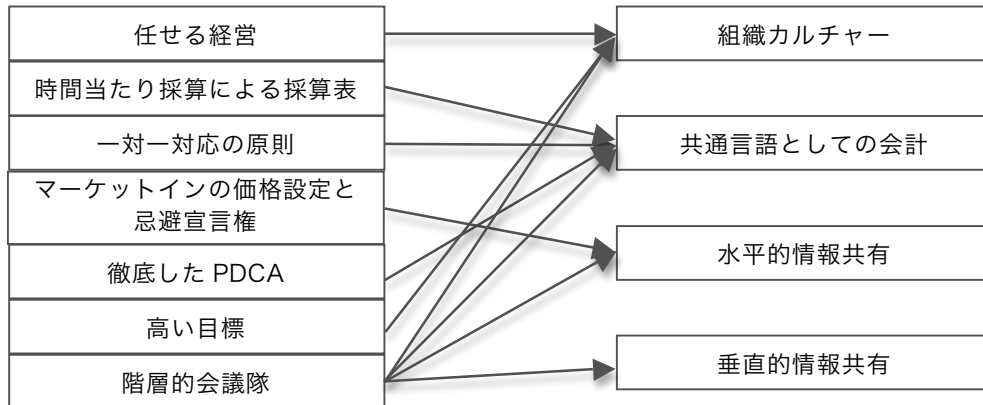 任せる経営
時間当たり採算による採算表
一対一対応の原則
マーケットインの価格設定と
忌避宣言権
徹底した PDCA
高い目標
階層的会議隊
組織カルチャー
共通言語としての会計
水平的情報共有
垂直的情報共有